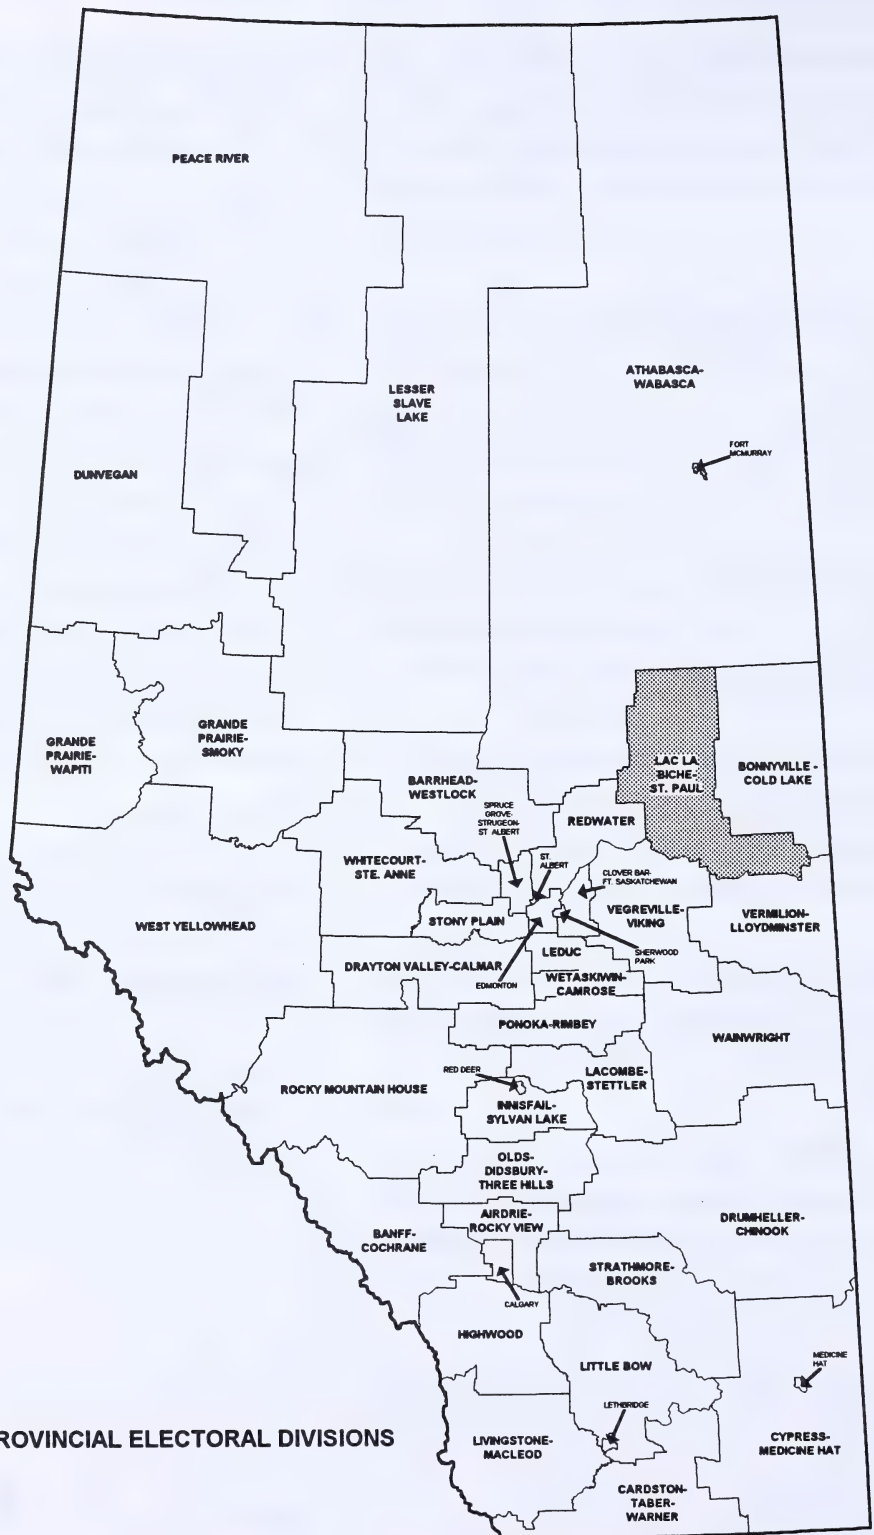 PEACE RIVER
ATHABASCA-
WABASCA
LESSER
SLAVE
LAKE
FORT
MCMURRAY
DUNVEGAN
GRANDE
PRAIRIE-
SMOKY
GRANDE
PRAIRIE-
WAPITI
LAC LA
BICHE-
ST. PAUL
BONNYVILLE -
COLD LAKE
BARRHEAD-
WESTLOCK
SPRUCE
GROVE-
STRUGEON-
ST ALBERT
REDWATER
WHITECOURT-
STE. ANNE
ST.
ALBERT
CLOVER BAR-
FT. SASKATCHEWAN
STONY PLAIN
VEGREVILLE-
VIKING
VERMILION-
LLOYDMINSTER
WEST YELLOWHEAD
LEDUC
SHERWOOD
PARK
DRAYTON VALLEY-CALMAR
EDMONTON
WETASKIWIN-
CAMROSE
PONOKA-RIMBEY
WAINWRIGHT
RED DEER
LACOMBE-
STETTLER
ROCKY MOUNTAIN HOUSE
INNISFAIL-
SYLVAN LAKE
OLDS-
DIDSBURY-
THREE HILLS
AIRDRIE-
ROCKY VIEW
DRUMHELLER-
CHINOOK
BANFF-
COCHRANE
STRATHMORE-
BROOKS
CALGARY
HIGHWOOD
LITTLE BOW
MEDICINE
HAT
LETHBRIDGE
ROVINCIAL ELECTORAL DIVISIONS
LIVINGSTONE-
MACLEOD
CYPRESS-
MEDICINE HAT
CARDSTON-
TABER-
WARNER